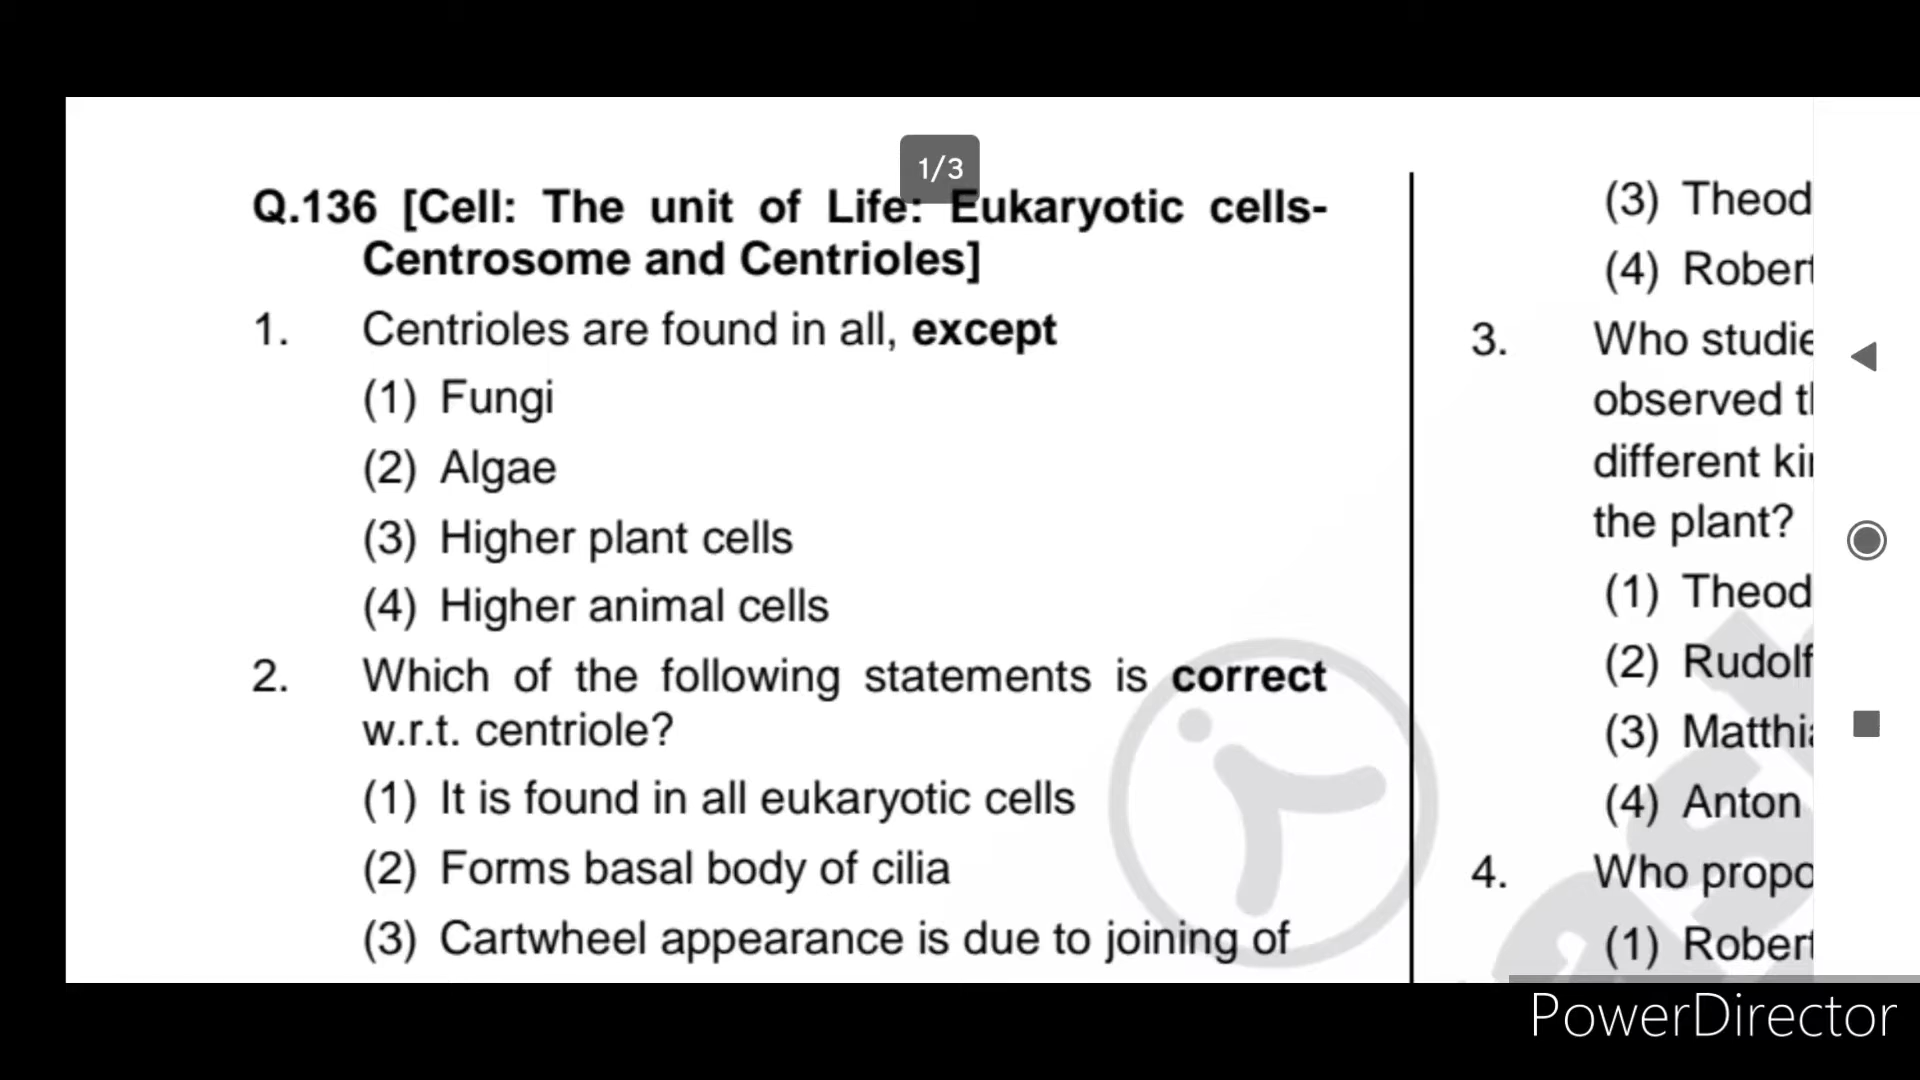 1/3
Q.136 [Cell: The unit of Life: Eukaryotic cells-
Centrosome and Centrioles]
1. Centrioles are found in all, except
(1) Fungi
(2) Algae
(3) Higher plant cells
(4) Higher animal cells
2. Which of the following statements is correct
w.r.t. centriole?
(1) It is found in all eukaryotic cells
(2) Forms basal body of cilia
(3) Cartwheel appearance is due to joining of
(3) Theod
(4) Robert
3. Who studie
observed
different
the plant?
(1) Theod
(2) Rudolf
(3) Matthi
(4) Anton
4. Who propo
(1) Robert
PowerDirector